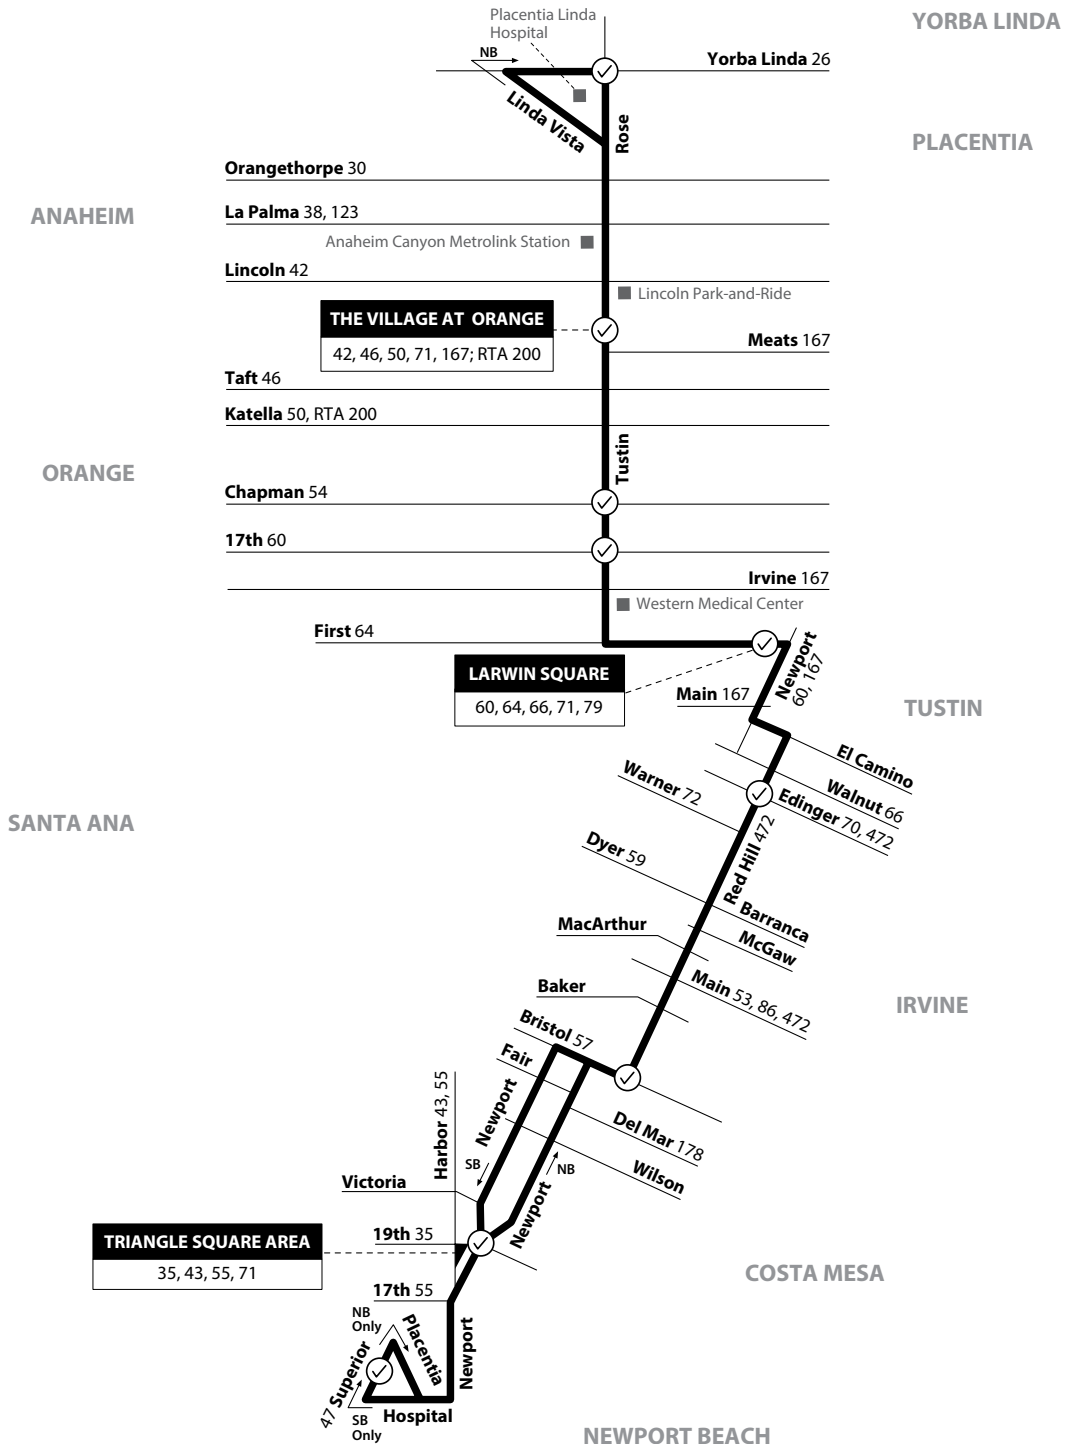 YORBA LINDA
Placentia Linda
Hospital
NB
Yorba Linda 26
Linda Vista
Rose
PLACENTIA
Orangethorpe 30
ANAHEIM
La Palma 38, 123
Anaheim Canyon Metrolink Station
Lincoln 42
Lincoln Park-and-Ride
THE VILLAGE AT ORANGE
42, 46, 50, 71, 167; RTA 200
Meats 167
Taft 46
Katella 50, RTA 200
Tustin
ORANGE
Chapman 54
17th 60
Irvine 167
Western Medical Center
First 64
Newport
60, 167
LARWIN SQUARE
60, 64, 66, 71, 79
Main 167
TUSTIN
El Camino
Walnut 66
Edinger 70, 472
Warner 72
SANTA ANA
Dyer 59
Red Hill 472
Barranca
McGaw
MacArthur
Main 53, 86, 472
Baker
IRVINE
Bristol 57
Fair
Newport
Harbor 43, 55
Del Mar 178
Wilson
SB
NB
Newport
Victoria
19th 35
TRIANGLE SQUARE AREA
35, 43, 55, 71
COSTA MESA
17th 55
NB
Only
Placentia
Newport
47 Superior
SB
Only
Hospital
NEWPORT BEACH